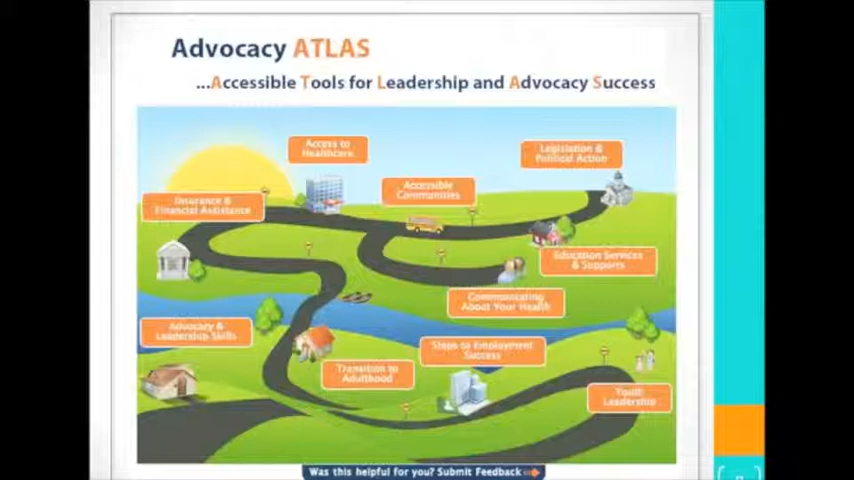 Advocacy ATLAS
...Accessible Tools for Leadership and Advocacy Success
Access to
Healthcare
Legislation &
Political Action
Accessible
Communities
Insurance &
Financial Assistance
Education Services
& Supports
Communicating
About Your Health
Advocacy &
Leadership Skills
Steps to Employment
Success
Transition to
Adulthood
Youth
Leadership
Was this helpful for you? Submit Feedback